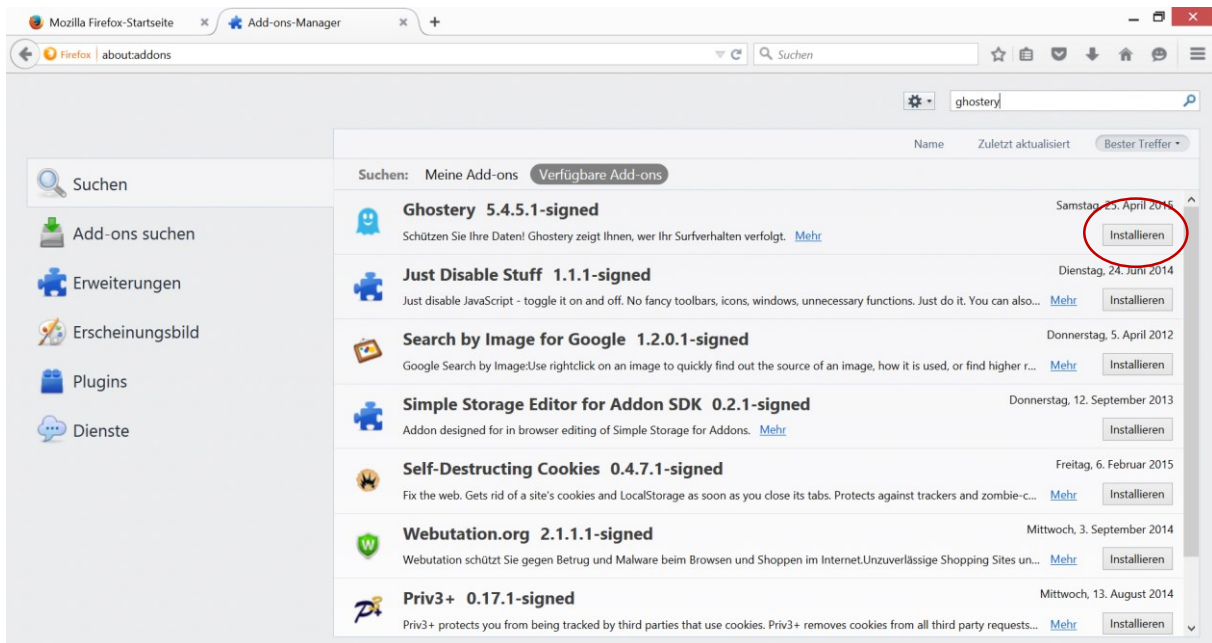 Mozilla Firefox-Startseite
Add-ons-Manager
Firefox about:addons
Suchen
ghostery
Name Zuletzt aktualisiert Bester Treffer
Suchen
Add-ons suchen
Erweiterungen
Erscheinungsbild
Plugins
Dienste
Suchen: Meine Add-ons Verfügbare Add-ons
Ghostery 5.4.5.1-signed Samstag, 25. April 2015
Schützen Sie Ihre Daten! Ghostery zeigt Ihnen, wer Ihr Surfverhalten verfolgt. Mehr Installieren
Just Disable Stuff 1.1.1-signed Dienstag, 24. Juni 2014
Just disable JavaScript - toggle it on and off. No fancy toolbars, icons, windows, unnecessary functions. Just do it. You can also... Mehr Installieren
Search by Image for Google 1.2.0.1-signed Donnerstag, 5. April 2012
Google Search by Image:Use rightclick on an image to quickly find out the source of an image, how it is used, or find higher r... Mehr Installieren
Simple Storage Editor for Addon SDK 0.2.1-signed Donnerstag, 12. September 2013
Addon designed for in browser editing of Simple Storage for Addons. Mehr Installieren
Self-Destructing Cookies 0.4.7.1-signed Freitag, 6. Februar 2015
Fix the web. Gets rid of a site's cookies and LocalStorage as soon as you close its tabs. Protects against trackers and zombie-c... Mehr Installieren
Webutation.org 2.1.1.1-signed Mittwoch, 3. September 2014
Webutation schützt Sie gegen Betrug und Malware beim Browsen und Shoppen im Internet.Unzuverlässige Shopping Sites un... Mehr Installieren
Priv3+ 0.17.1-signed Mittwoch, 13. August 2014
Priv3+ protects you from being tracked by third parties that use cookies. Priv3+ removes cookies from all third party requests... Mehr Installieren